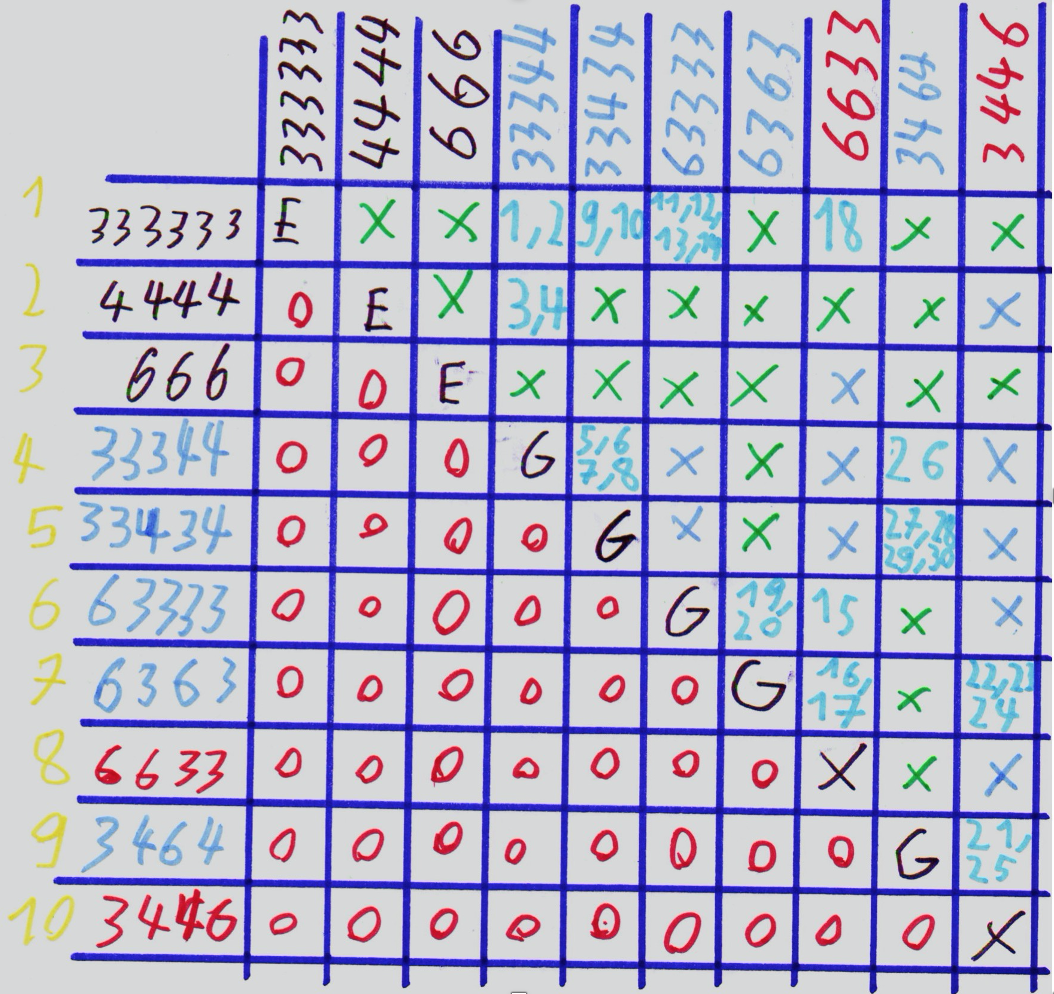 333333 4444 666 33344 33434 63333 6363 6633 3464 3446
1 333333 E X X 1,2 9,10 11,12, 13,14 X 18 X X
2 4444 0 E X 3,4 X X X X X X
3 666 0 0 E X X X X X X X
4 33344 0 0 0 G 5,6 7,8 X X X 26 X
5 33434 0 0 0 0 G X X X 27,28 29,30 X
6 63333 0 0 0 0 0 G 19, 20 15 X X
7 6363 0 0 0 0 0 0 G 16, 17 X 22,23 24
8 6633 0 0 0 0 0 0 0 X X X
9 3464 0 0 0 0 0 0 0 0 G 21, 25
10 3446 0 0 0 0 0 0 0 0 0 X